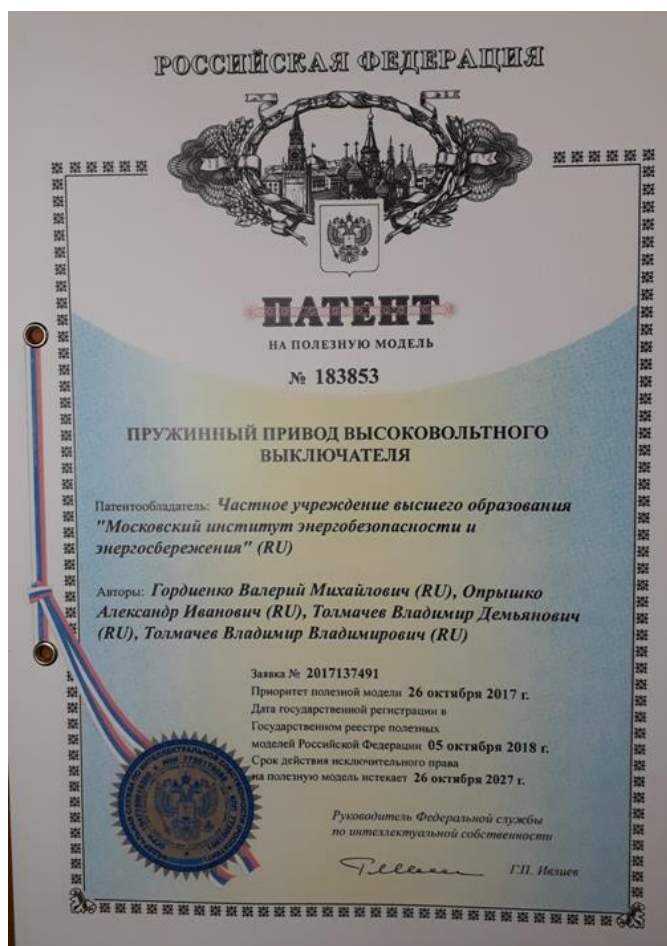 РОССИЙСКАЯ ФЕДЕРАЦИЯ
ПАТЕНТ
НА ПОЛЕЗНУЮ МОДЕЛЬ
№ 183853
ПРУЖИННЫЙ ПРИВОД ВЫСОКОВОЛЬТНОГО
ВЫКЛЮЧАТЕЛЯ
Патентообладатель: Частное учреждение высшего образования
"Московский институт энергобезопасности и
энергосбережения" (RU)
Авторы: Гордиенко Валерий Михайлович (RU), Опрышко
Александр Иванович (RU), Толмачев Владимир Демьянович
(RU), Толмачев Владимир Владимирович (RU)
Заявка № 2017137491
Приоритет полезной модели 26 октября 2017 г.
Дата государственной регистрации в
Государственном реестре полезных
моделей Российской Федерации 05 октября 2018 г.
Срок действия исключительного права
на полезную модель истекает 26 октября 2027 г.
Руководитель Федеральной службы
по интеллектуальной собственности
Г.П. Ивлиев